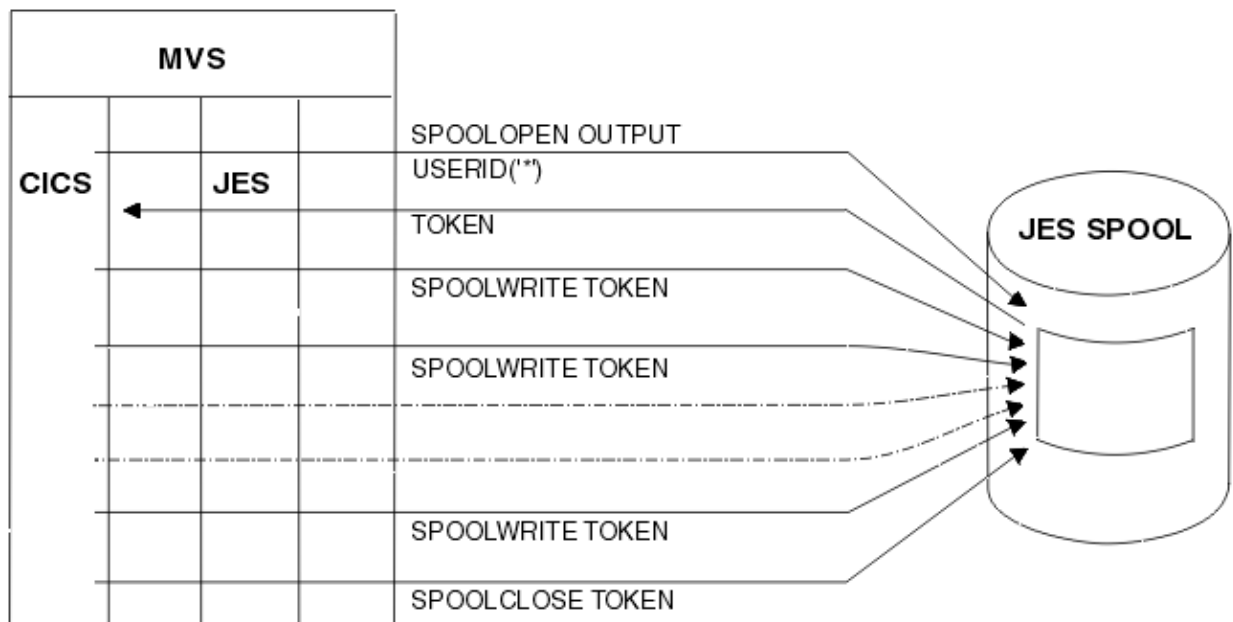 MVS
SPOOLOPEN OUTPUT
USERID('*')
CICS
JES
TOKEN
JES SPOOL
SPOOLWRITE TOKEN
SPOOLWRITE TOKEN
SPOOLWRITE TOKEN
SPOOLCLOSE TOKEN